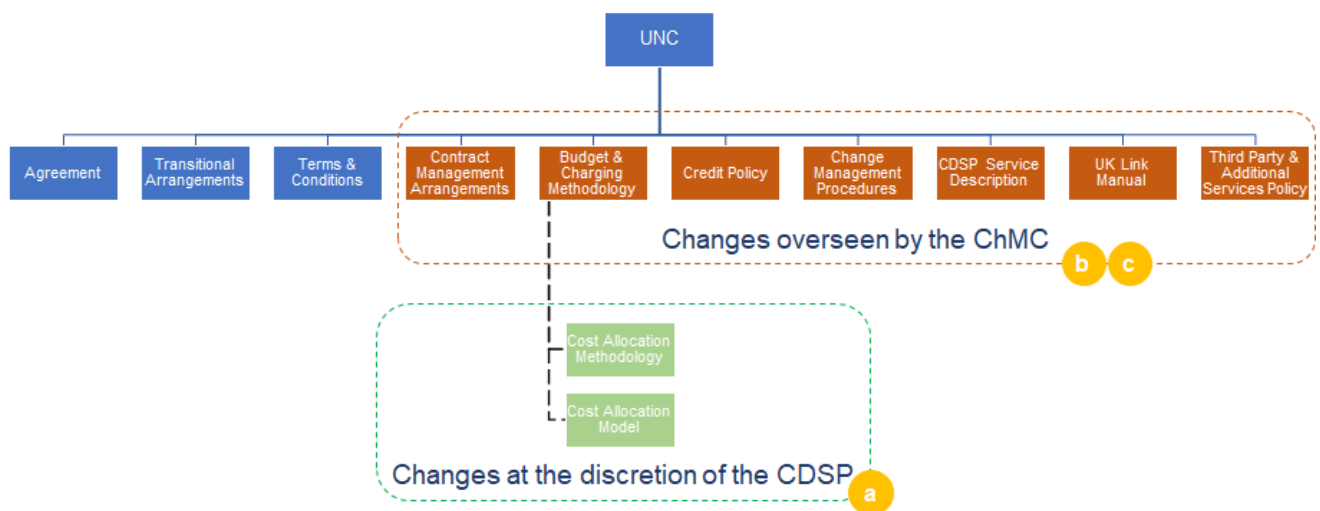 UNC
Agreement
Transitional
Arrangements
Terms &
Conditions
Contract
Management
Arrangements
Budget &
Charging
Methodology
Credit Policy
Change
Management
Procedures
CDSP Service
Description
UK Link
Manual
Third Party &
Additional
Services Policy
Changes overseen by the ChMC
b
c
Cost Allocation
Methodology
Cost Allocation
Model
Changes at the discretion of the CDSP
a